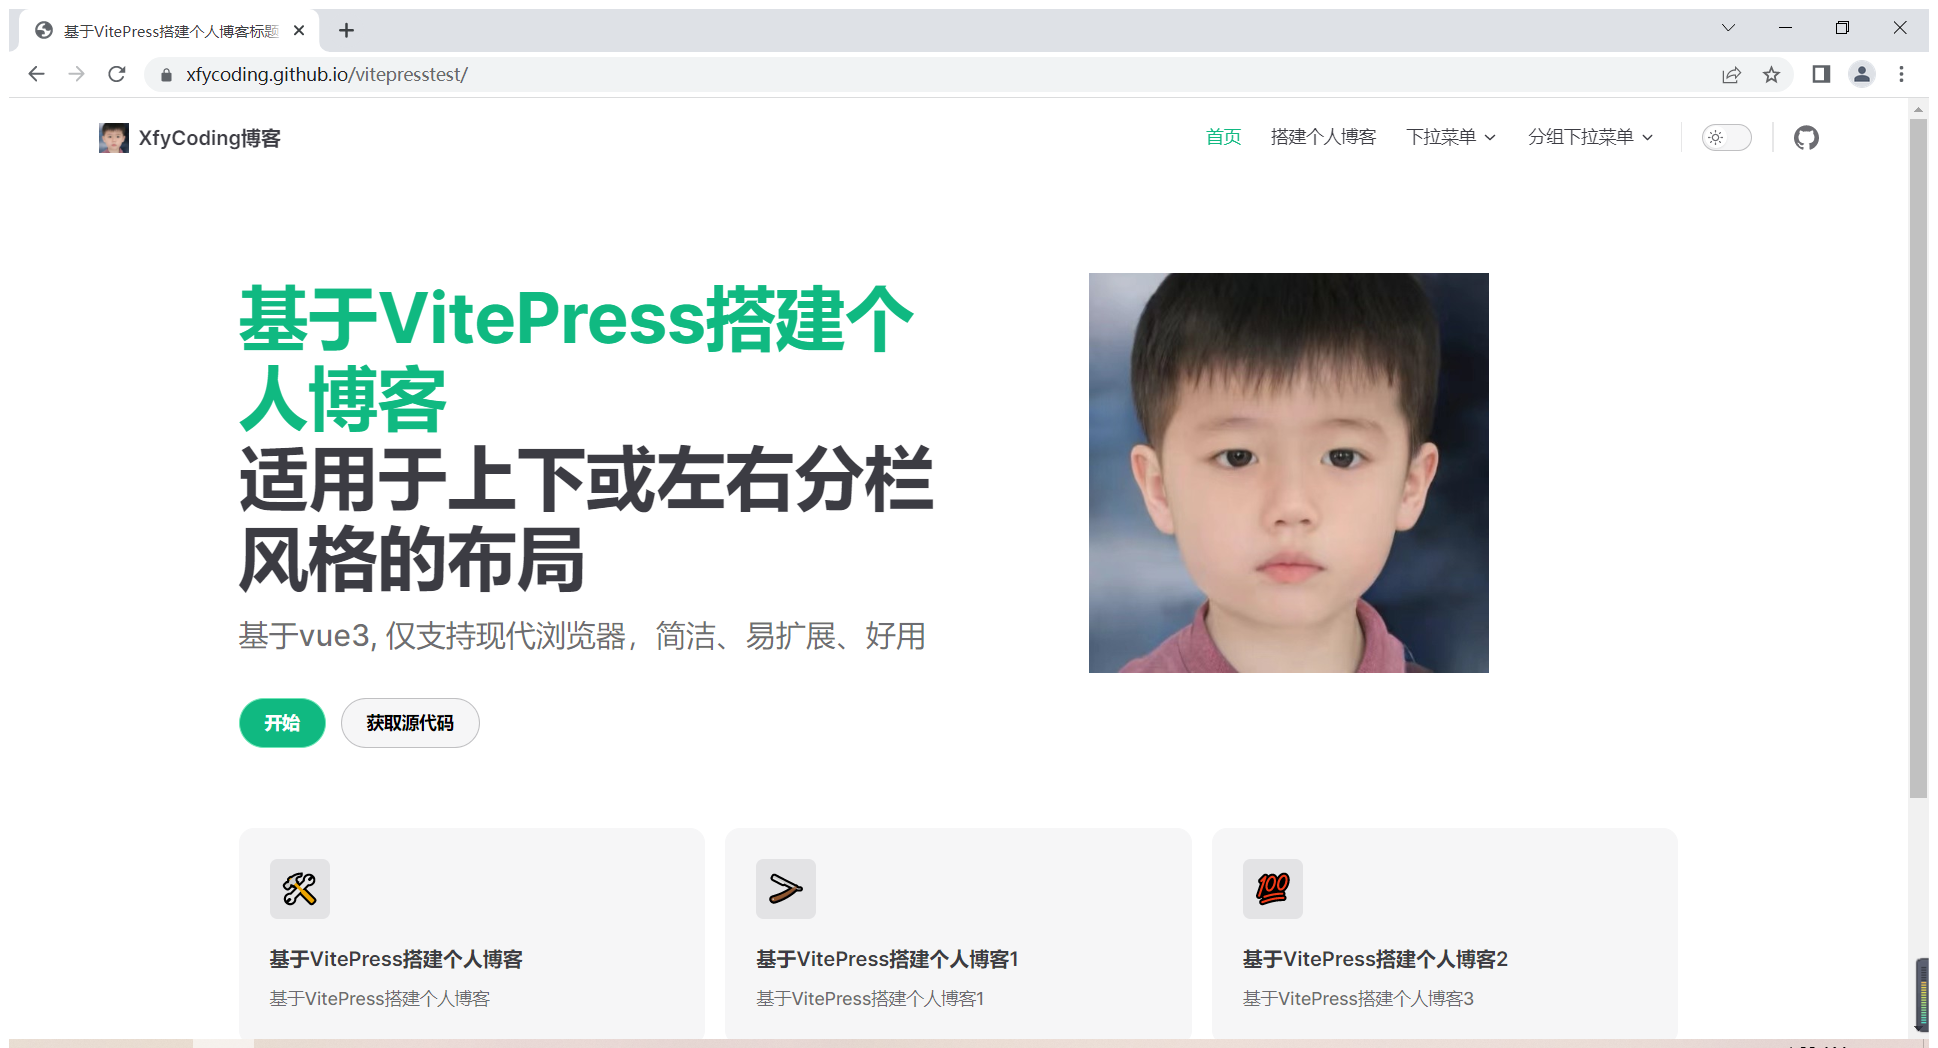 基于VitePress搭建个人博客标题
xfycoding.github.io/vitepresstest/
XfyCoding博客
首页
搭建个人博客
下拉菜单
分组下拉菜单
基于VitePress搭建个
人博客
适用于上下或左右分栏
风格的布局
基于vue3, 仅支持现代浏览器，简洁、易扩展、好用
开始
获取源代码
100
基于VitePress搭建个人博客
基于VitePress搭建个人博客1
基于VitePress搭建个人博客2
基于VitePress搭建个人博客
基于VitePress搭建个人博客1
基于VitePress搭建个人博客3